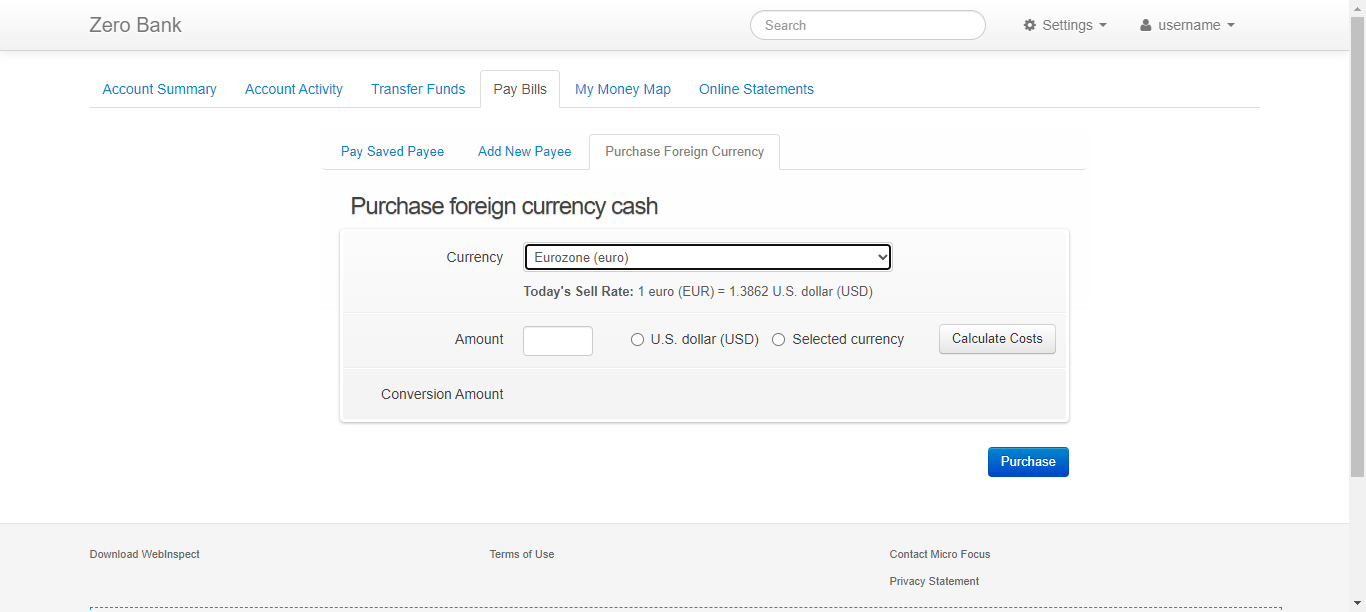 Zero Bank Search Settings username
Account Summary Account Activity Transfer Funds Pay Bills My Money Map Online Statements
Pay Saved Payee Add New Payee Purchase Foreign Currency
Purchase foreign currency cash
Currency Eurozone (euro)
Today's Sell Rate: 1 euro (EUR) = 1.3862 U.S. dollar (USD)
Amount U.S. dollar (USD) Selected currency Calculate Costs
Conversion Amount
Purchase
Download WebInspect Terms of Use Contact Micro Focus
Privacy Statement